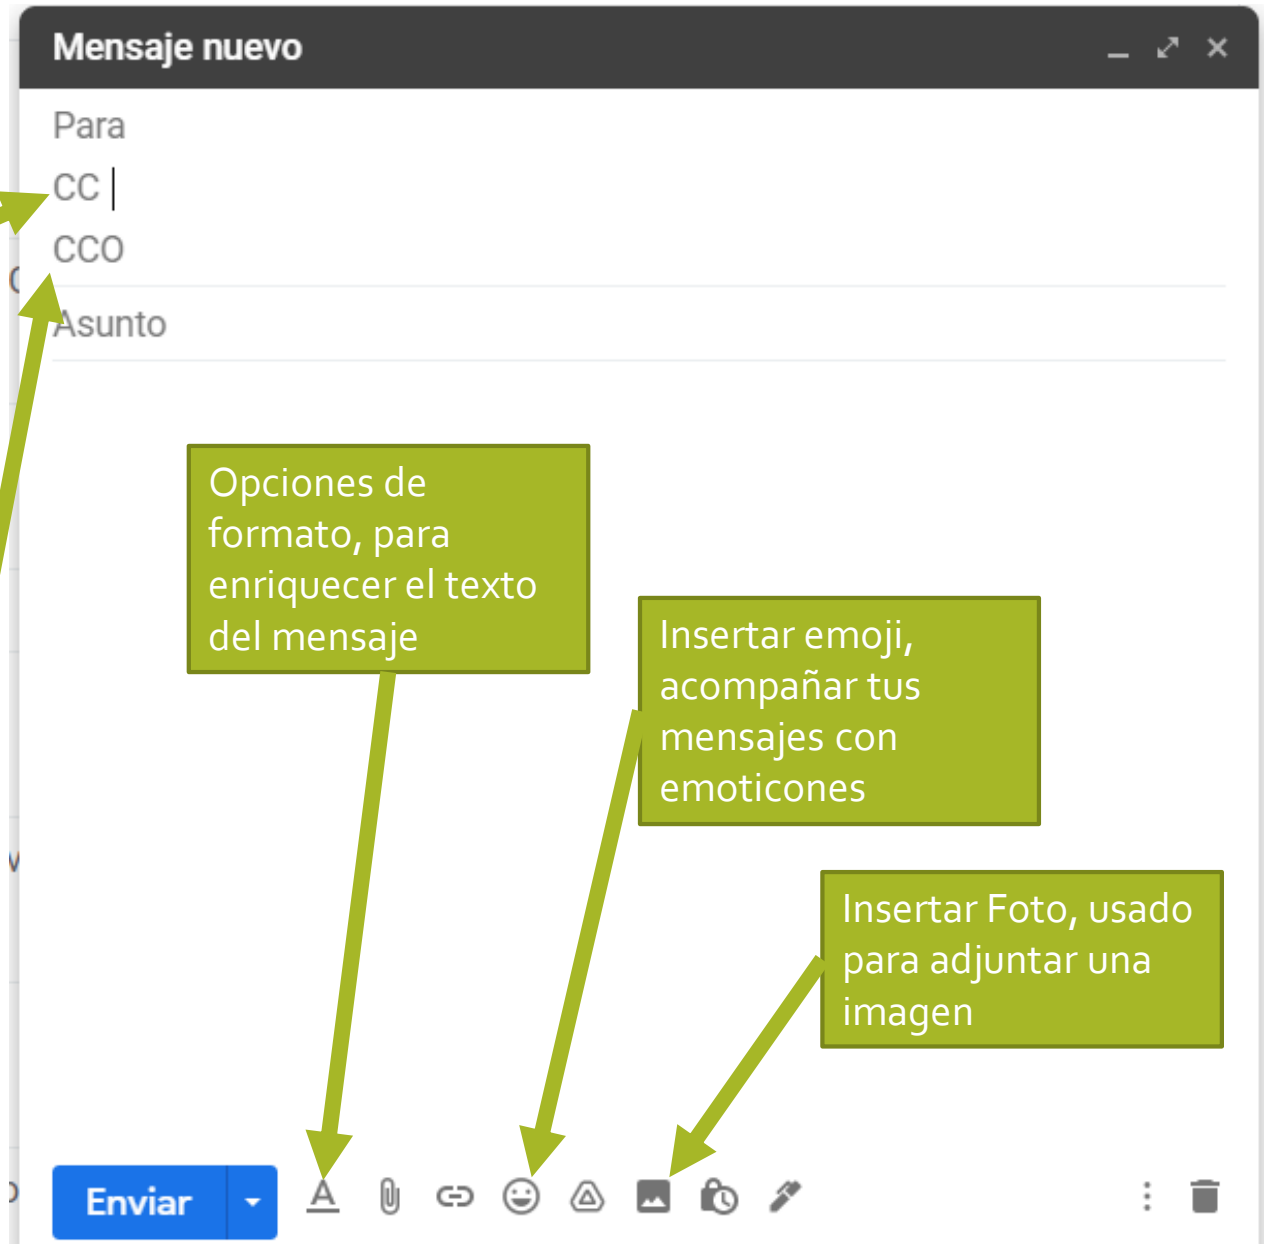 Mensaje nuevo
Para
CC
CCO
Asunto
Opciones de
formato, para
enriquecer el texto
del mensaje
Insertar emoji,
acompañar tus
mensajes con
emoticones
Insertar Foto, usado
para adjuntar una
imagen
Enviar